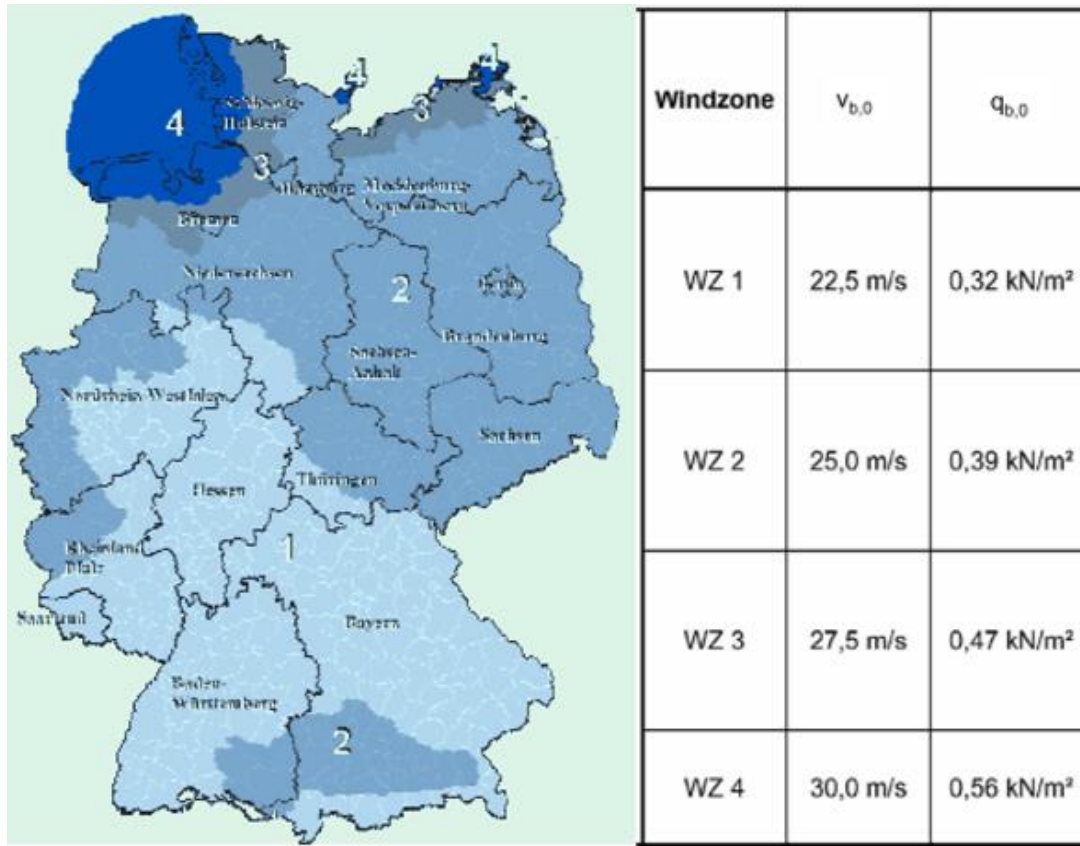 4
4
4
3
Schleswig-
Holstein
3
Hamburg
Mecklenburg-
Vorpommern
Bremen
Niedersachsen
2
Berlin
Brandenburg
Sachsen-
Anhalt
Nordrhein-Westfalen
Sachsen
Thüringen
Hessen
1
Rheinland
Pfalz
Saarland
Bayern
Baden-
Württemberg
2
Windzone v_b,0 q_b,0
WZ 1 22,5 m/s 0,32 kN/m²
WZ 2 25,0 m/s 0,39 kN/m²
WZ 3 27,5 m/s 0,47 kN/m²
WZ 4 30,0 m/s 0,56 kN/m²